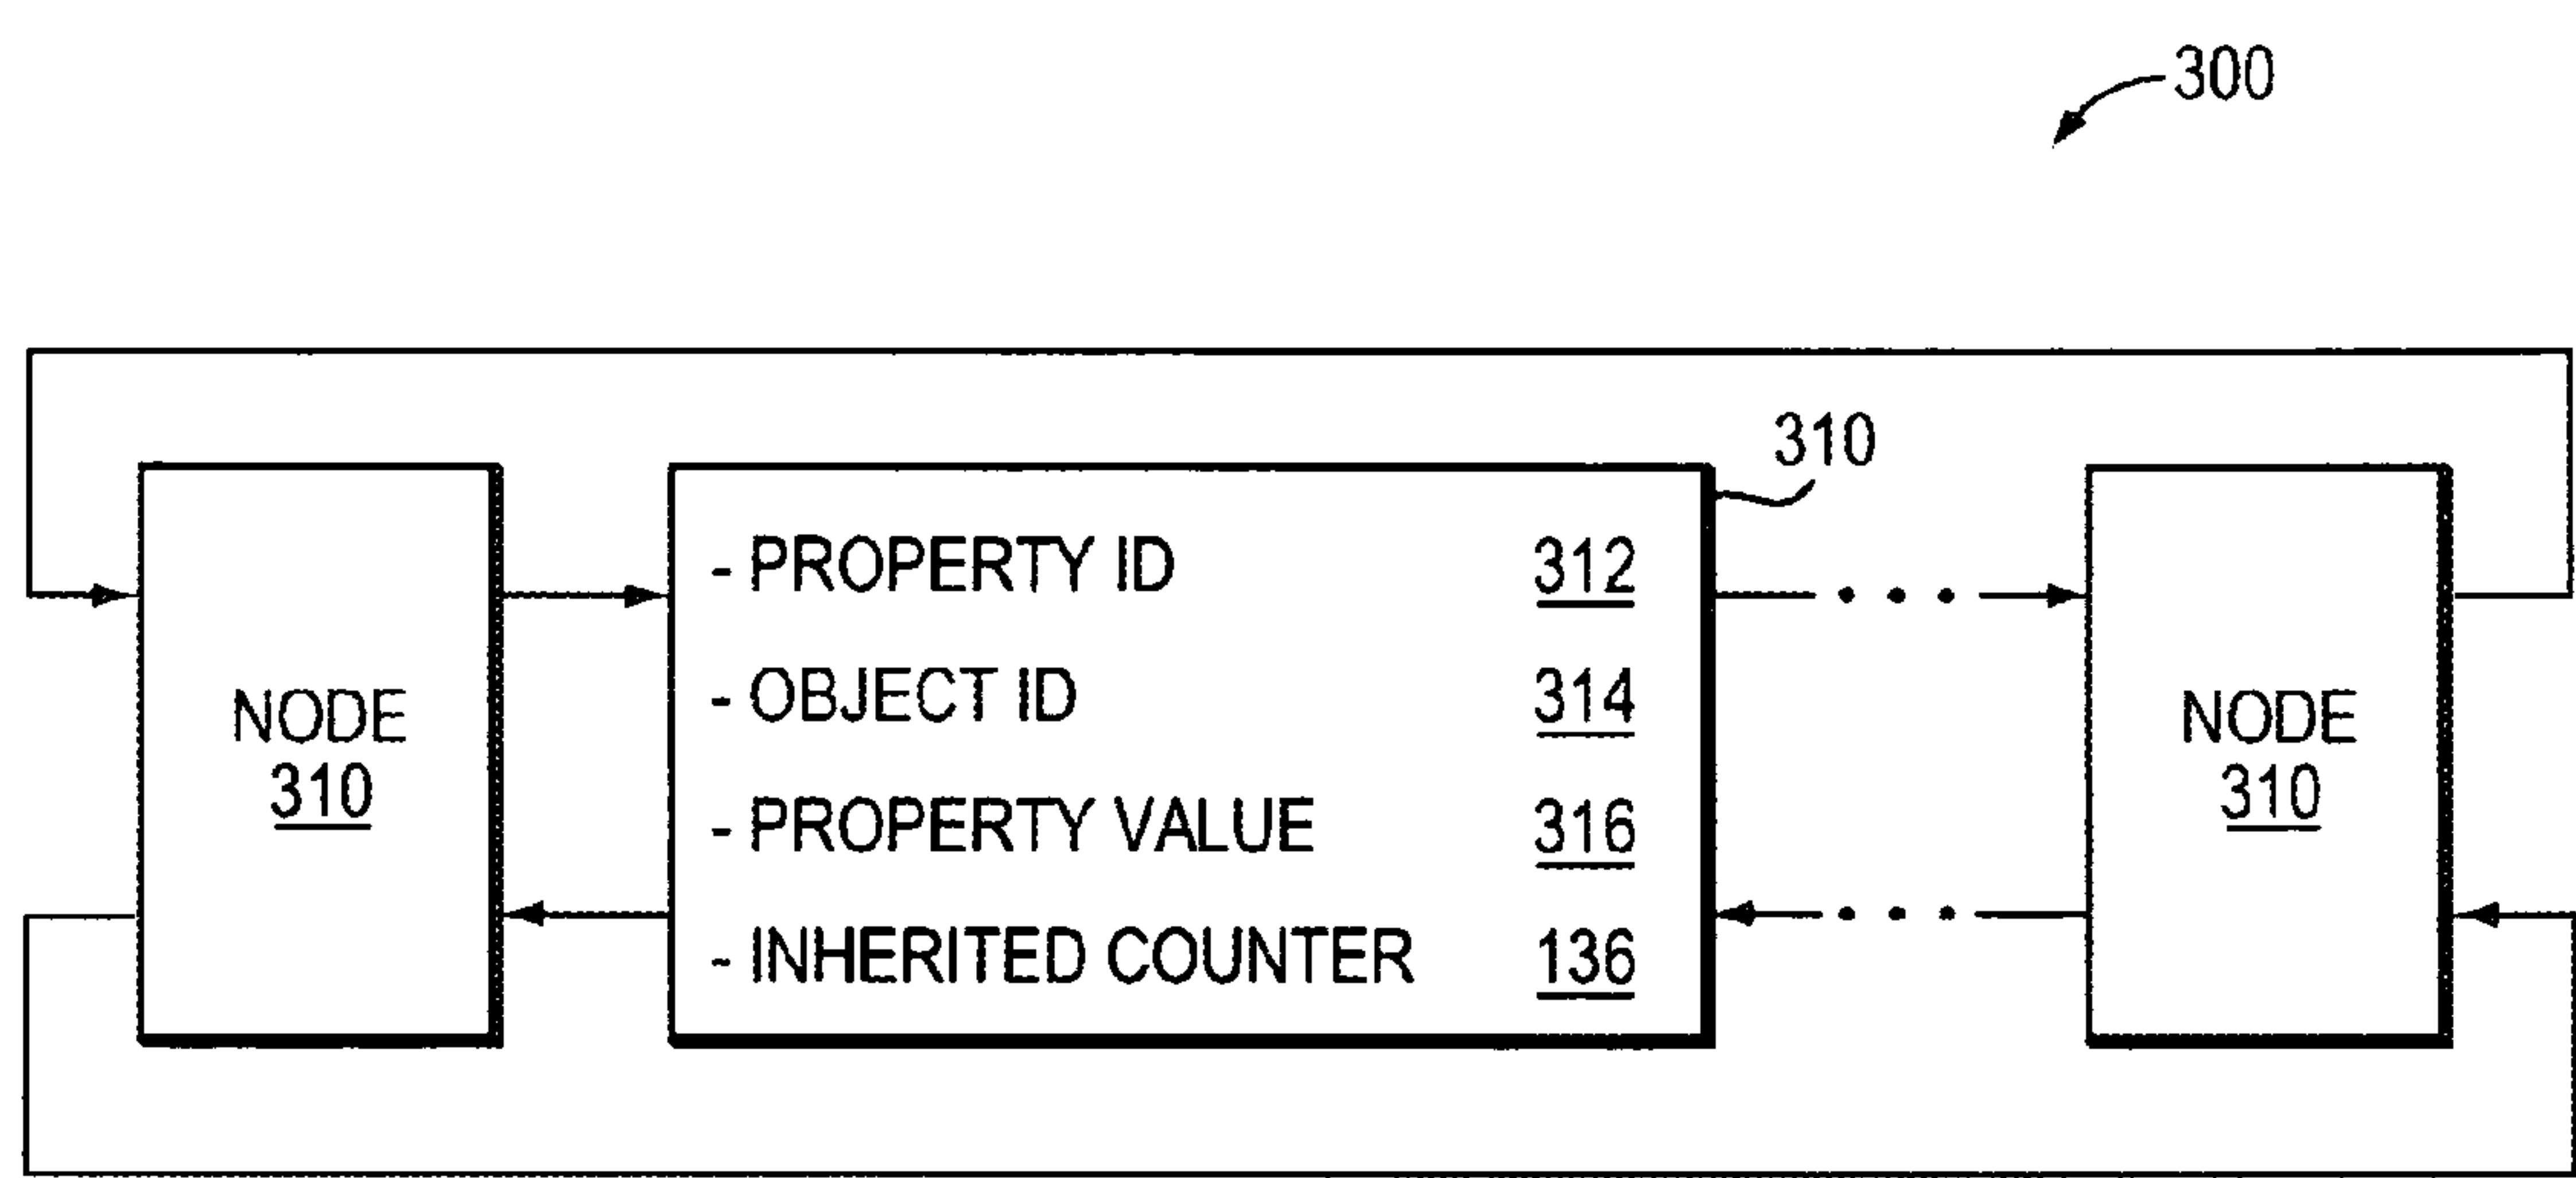 300
310
- PROPERTY ID 312
- OBJECT ID 314
- PROPERTY VALUE 316
- INHERITED COUNTER 136
NODE
310
NODE
310